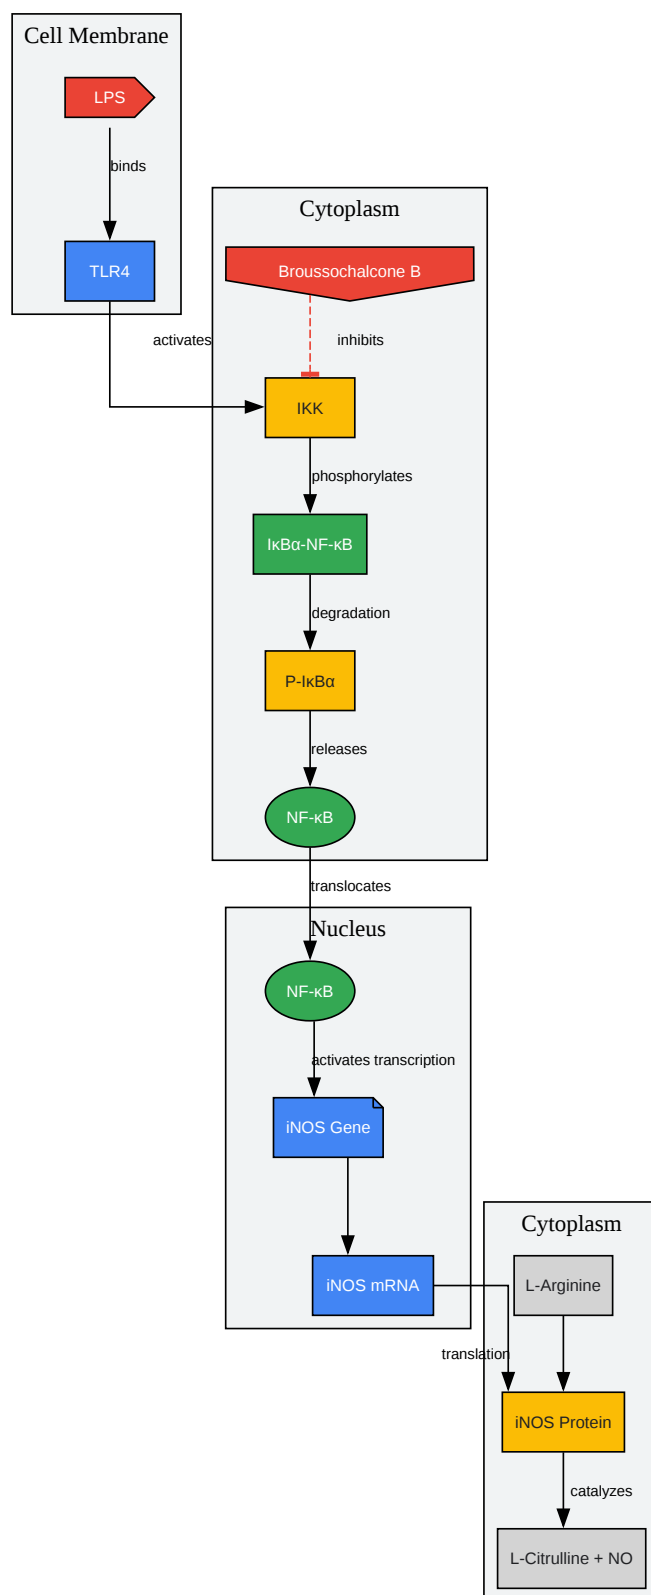 Cell Membrane
LPS
binds
TLR4
activates
Cytoplasm
Broussochalcone B
inhibits
IKK
phosphorylates
IκBα-NF-κB
degradation
P-IκBα
releases
NF-κB
translocates
Nucleus
NF-κB
activates transcription
iNOS Gene
iNOS mRNA
translation
Cytoplasm
L-Arginine
iNOS Protein
catalyzes
L-Citrulline + NO